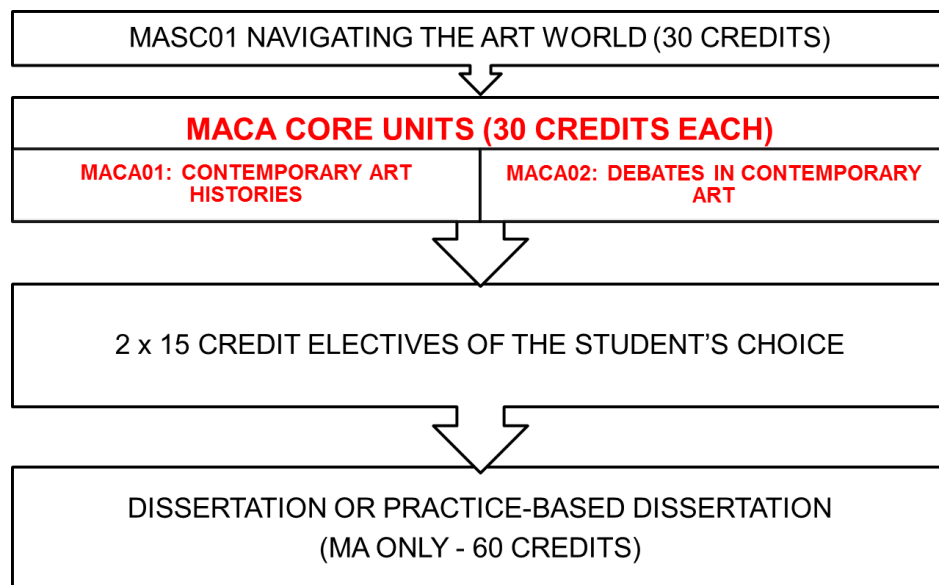 MASC01 NAVIGATING THE ART WORLD (30 CREDITS)
MACA CORE UNITS (30 CREDITS EACH)
MACA01: CONTEMPORARY ART
HISTORIES
MACA02: DEBATES IN CONTEMPORARY
ART
2 x 15 CREDIT ELECTIVES OF THE STUDENT’S CHOICE
DISSERTATION OR PRACTICE-BASED DISSERTATION
(MA ONLY - 60 CREDITS)